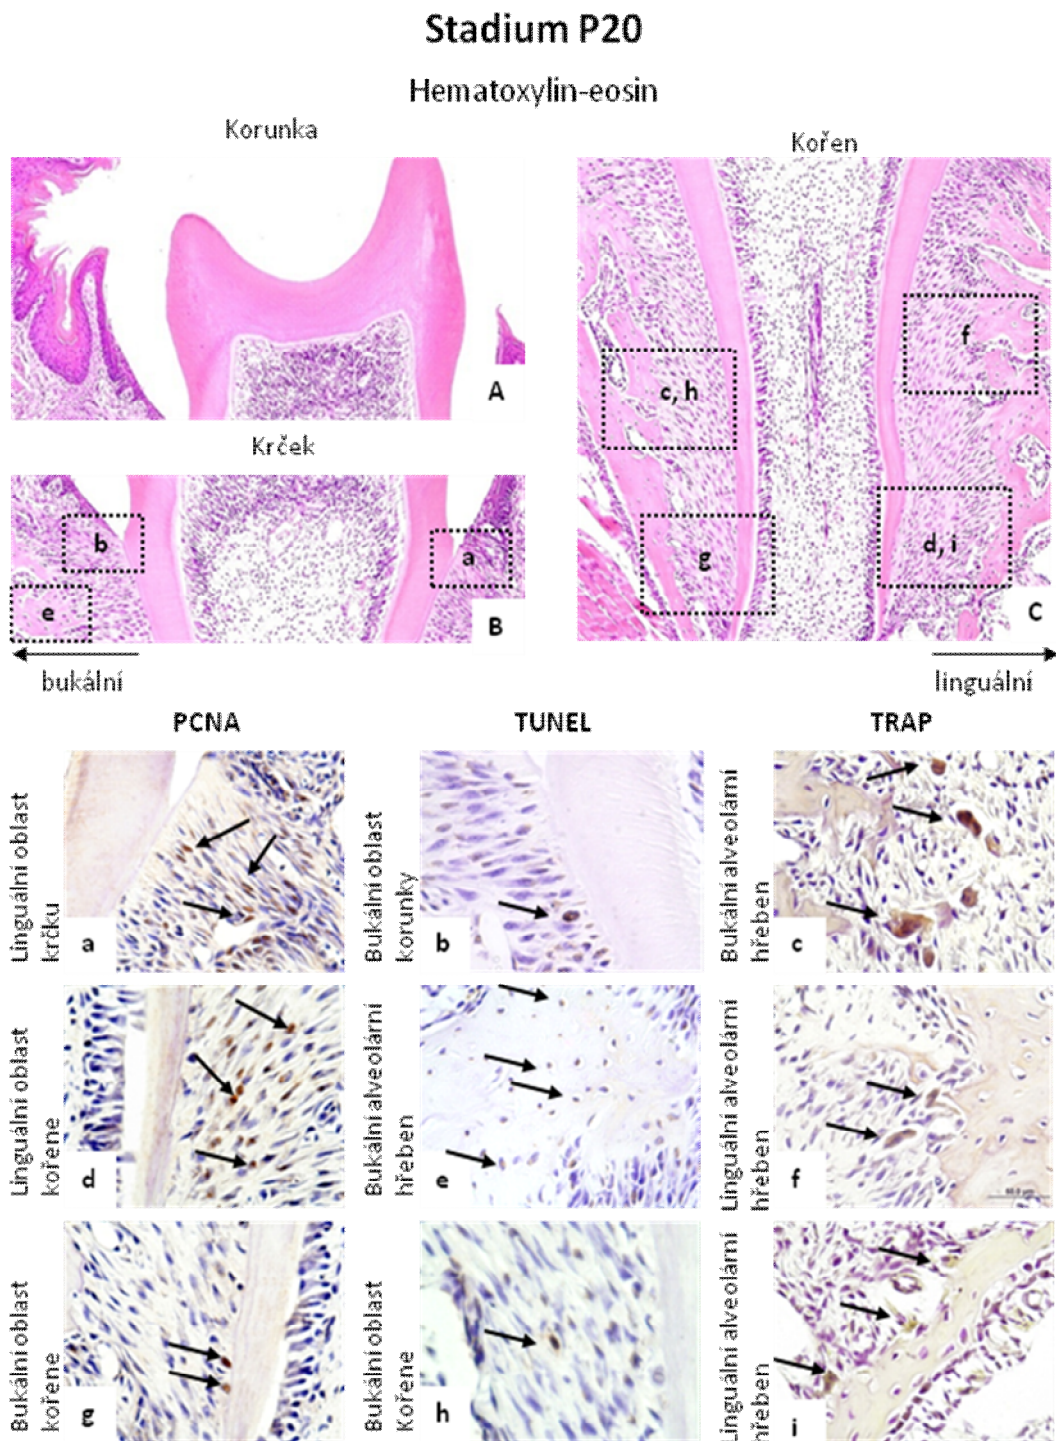 Stadium P20
Hematoxylin-eosin
Korunka
Kořen
A
Krček
b
a
e
B
c, h
f
g
d, i
C
bukální
linguální
PCNA
TUNEL
TRAP
Linguální oblast
krčku
a
Bukální oblast
korunky
b
Bukální alveolární
hřeben
c
Linguální oblast
kořene
d
Bukální alveolární
hřeben
e
Linguální alveolární
hřeben
f
Bukální oblast
kořene
g
Bukální oblast
Kořene
h
Linguální alveolární
hřeben
i